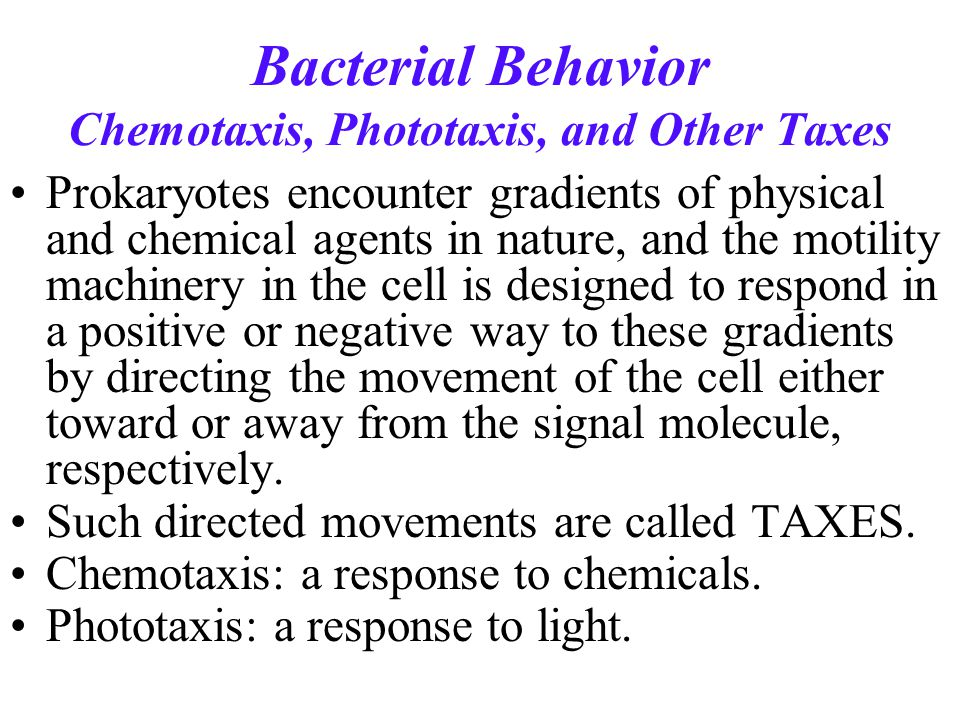 Bacterial Behavior
Chemotaxis, Phototaxis, and Other Taxes
• Prokaryotes encounter gradients of physical
and chemical agents in nature, and the motility
machinery in the cell is designed to respond in
a positive or negative way to these gradients
by directing the movement of the cell either
toward or away from the signal molecule,
respectively.
• Such directed movements are called TAXES.
• Chemotaxis: a response to chemicals.
• Phototaxis: a response to light.